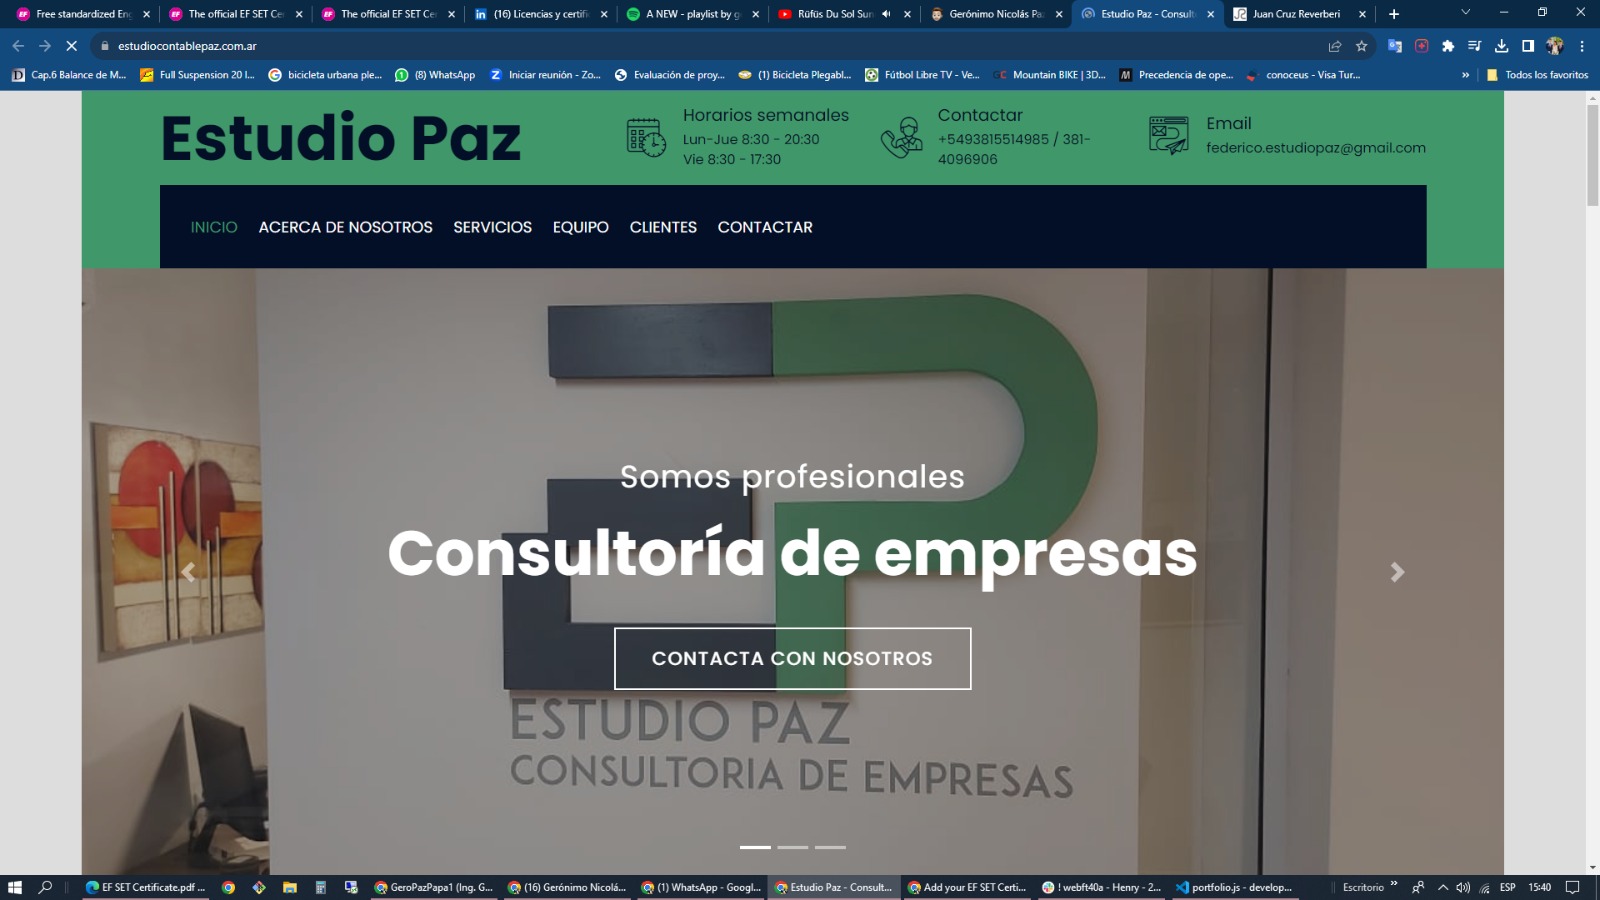 Free standardized Eng
The official EF SET Cer
The official EF SET Cer
(16) Licencias y certific
A NEW - playlist by g
Rüfüs Du Sol Sun
Gerónimo Nicolás Pa
Estudio Paz - Consult
Juan Cruz Reverberi
estudiocontablepaz.com.ar
Cap.6 Balance de M...
Full Suspension 20 I...
bicicleta urbana ple...
(8) WhatsApp
Iniciar reunión - Zo...
Evaluación de proy...
(1) Bicicleta Plegabl...
Fútbol Libre TV - Ve...
Mountain BIKE | 3D...
Precedencia de ope...
conoceus - Visa Tur...
Todos los favoritos
Estudio Paz
Horarios semanales
Lun-Jue 8:30 - 20:30
Vie 8:30 - 17:30
Contactar
+5493815514985 / 381-
4096906
Email
federico.estudiopaz@gmail.com
INICIO
ACERCA DE NOSOTROS
SERVICIOS
EQUIPO
CLIENTES
CONTACTAR
Somos profesionales
Consultoría de empresas
CONTACTA CON NOSOTROS
ESTUDIO PAZ
CONSULTORIA DE EMPRESAS
EF SET Certificate.pdf ...
GeroPazPapa1 (Ing. G...
(16) Gerónimo Nicolá...
(1) WhatsApp - Googl...
Estudio Paz - Consult...
Add your EF SET Certi...
! webft40a - Henry - 2...
portfolio.js - develop...
Escritorio
ESP
15:40